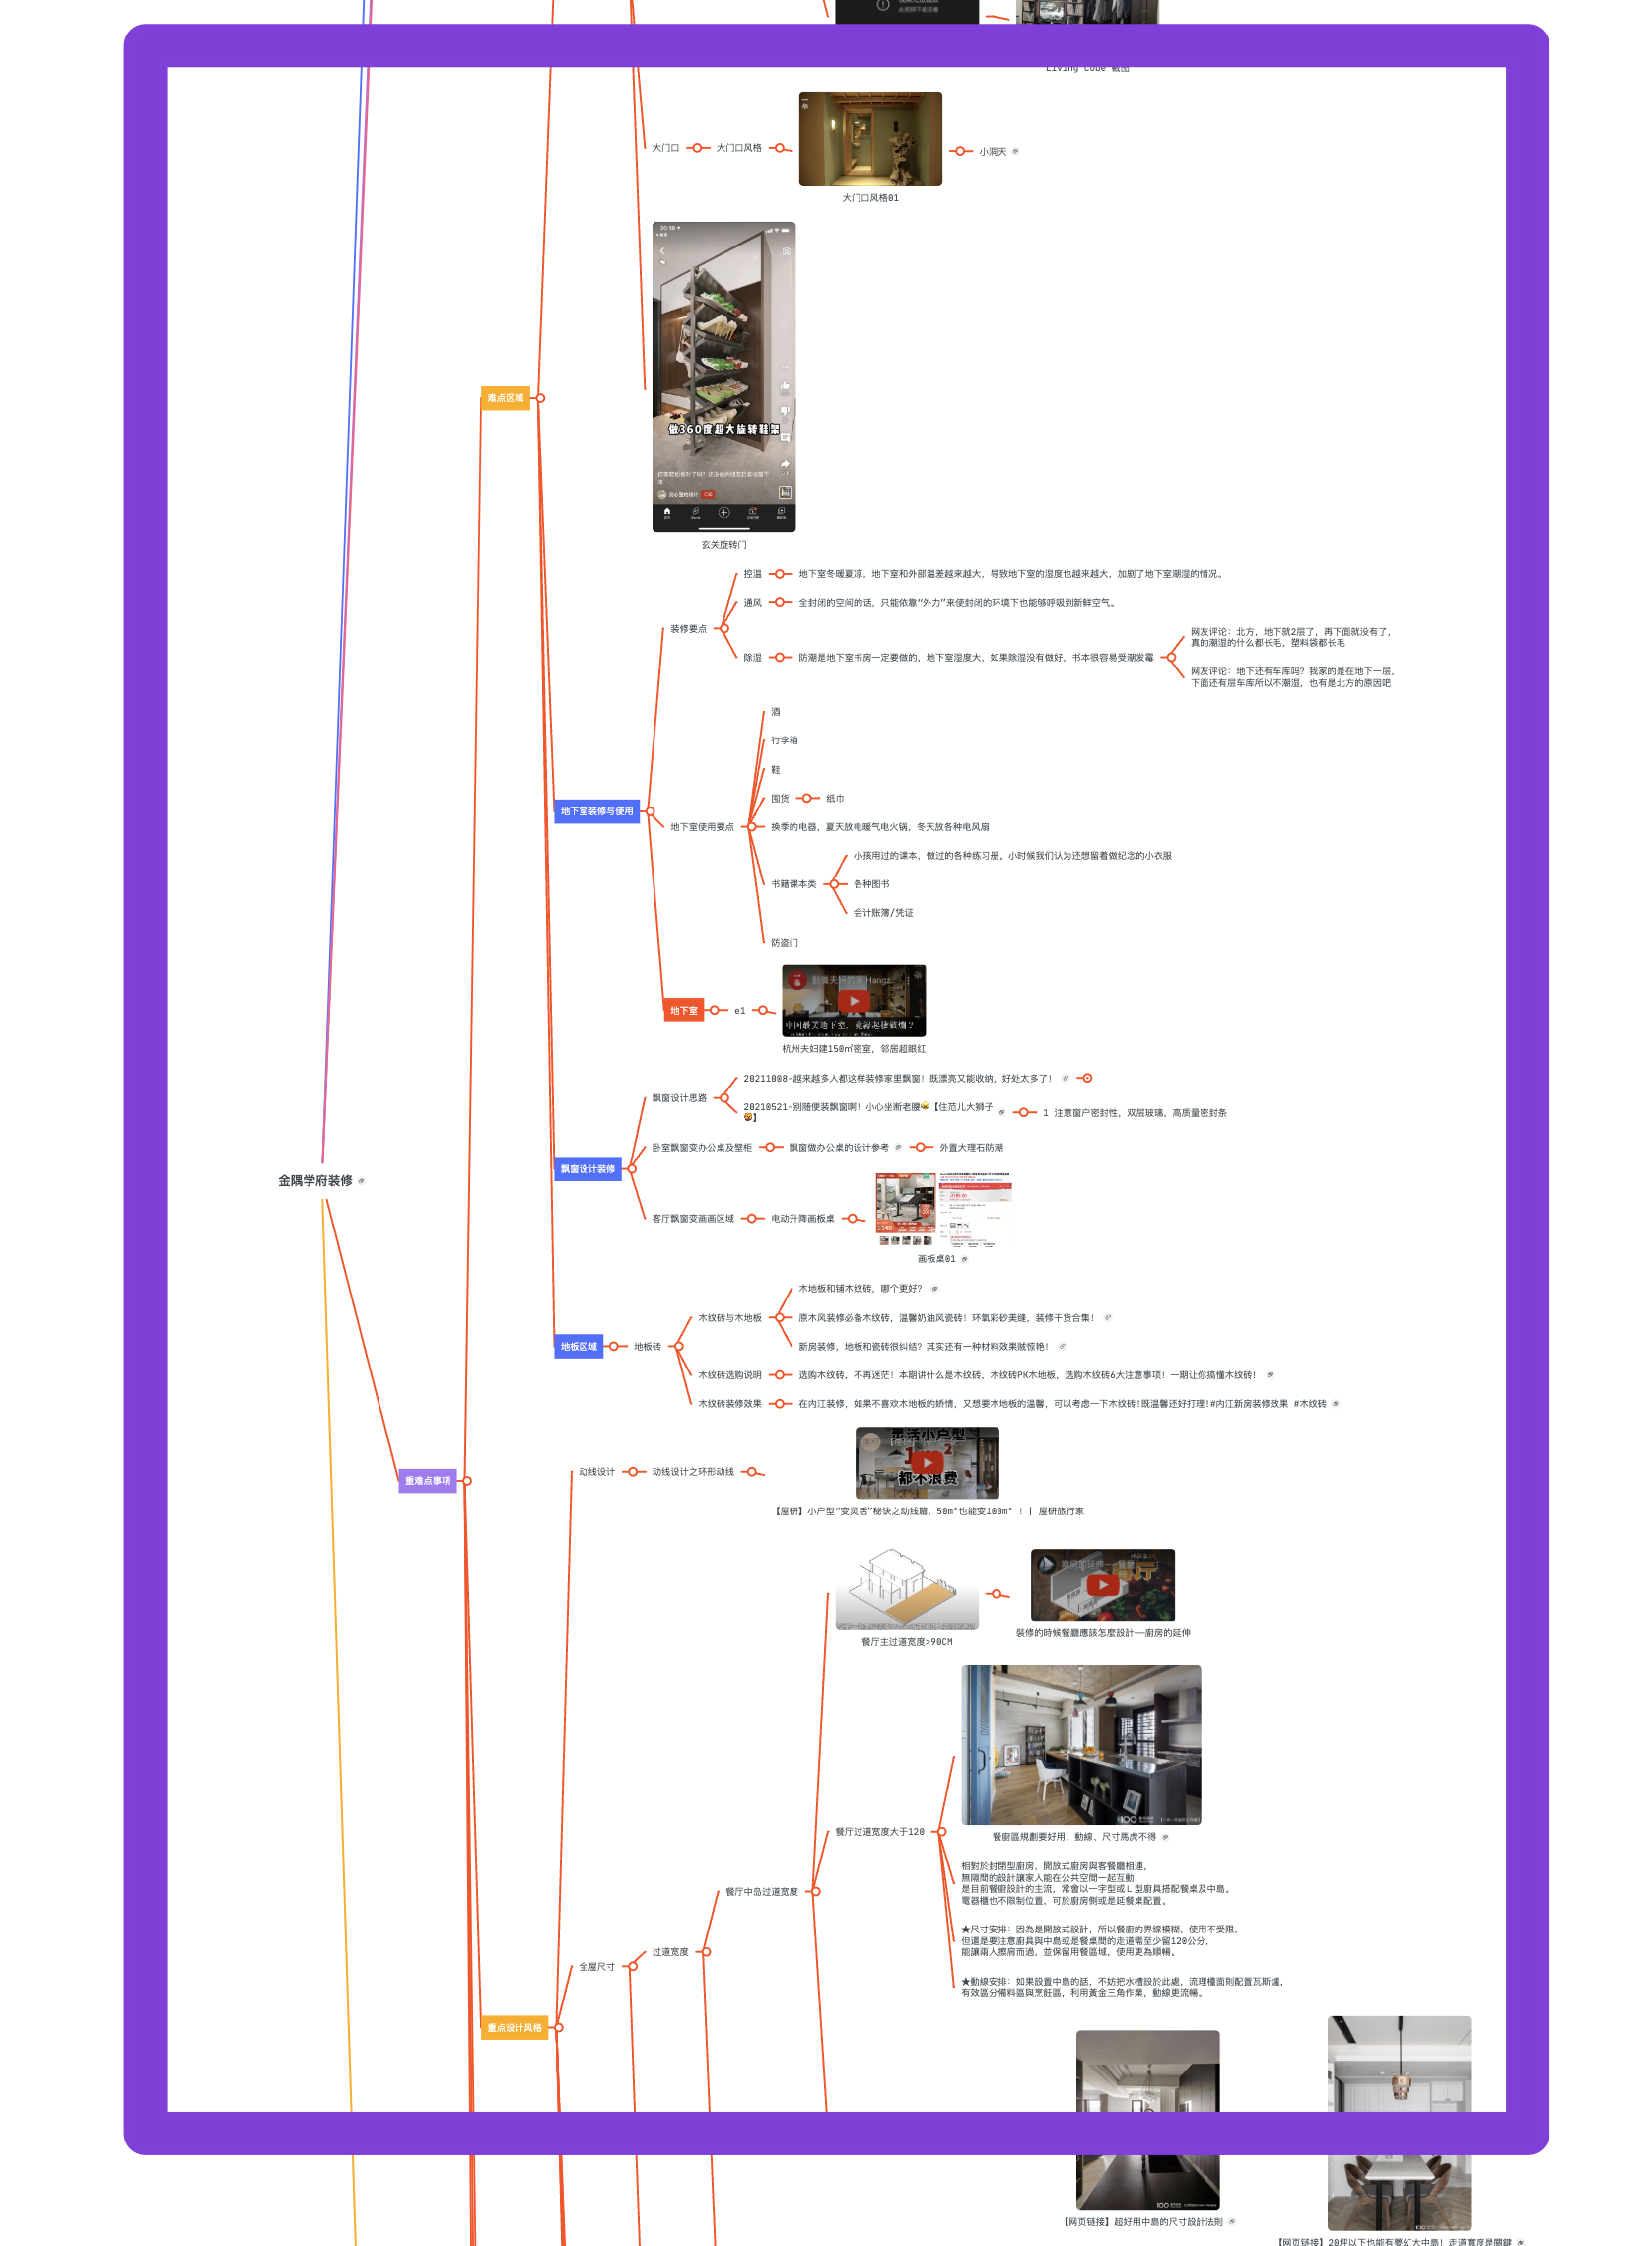 Living Cube 截图
大门口
大门口风格
小洞天
大门口风格01
做360度超大旋转鞋架
玄关旋转门
难点区域
控温
地下室冬暖夏凉，地下室和外部温差越来越大，导致地下室的湿度也越来越大，加剧了地下室潮湿的情况。
通风
全封闭的空间的话，只能依靠“外力”来使封闭的环境下也能够呼吸到新鲜空气。
装修要点
除湿
防潮是地下室书房一定要做的，地下室湿度大，如果除湿没有做好，书本很容易受潮发霉
网友评论：北方，地下就2层了，再下面就没有了，
真的潮湿的什么都长毛，塑料袋都长毛
网友评论：地下还有车库吗？我家的是在地下一层，
下面还有层车库所以不潮湿，也有是北方的原因吧
酒
行李箱
鞋
囤货
纸巾
地下室装修与使用
地下室使用要点
换季的电器，夏天放电暖气电火锅，冬天放各种电风扇
小孩用过的课本，做过的各种练习册。小时候我们认为还想留着做纪念的小衣服
书籍课本类
各种图书
会计账簿/凭证
防盗门
地下室
e1
中国最美地下室，竟
杭州夫妇建150㎡密室，邻居超眼红
飘窗设计思路
20211008-越来越多人都这样装修家里飘窗！既漂亮又能收纳，好处太多了！
20210521-别随便装飘窗啊！小心坐断老腰😂【住范儿大狮子
🦁】
1 注意窗户密封性，双层玻璃，高质量密封条
卧室飘窗变办公桌及壁柜
飘窗做办公桌的设计参考
外置大理石防潮
飘窗设计装修
金隅学府装修
客厅飘窗变画画区域
电动升降画板桌
画板桌01
木地板和铺木纹砖，哪个更好？
木纹砖与木地板
原木风装修必备木纹砖，温馨奶油风瓷砖！环氧彩砂美缝，装修干货合集！
地板区域
地板砖
新房装修，地板和瓷砖很纠结？其实还有一种材料效果贼惊艳！
木纹砖选购说明
选购木纹砖，不再迷茫！本期讲什么是木纹砖，木纹砖PK木地板，选购木纹砖6大注意事项！一期让你搞懂木纹砖！
木纹砖装修效果
在内江装修，如果不喜欢木地板的娇情，又想要木地板的温馨，可以考虑一下木纹砖!既温馨还好打理!#内江新房装修效果 #木纹砖
灵活小户型
都不浪费
重难点事项
动线设计
动线设计之环形动线
【屋研】小户型“变灵活”秘诀之动线篇，50m²也能变100m² ！| 屋研旅行家
餐厅主过道宽度>90CM
裝修的時候餐廳應該怎麼設計——廚房的延伸
餐厅过道宽度大于120
餐廚區規劃要好用，動線、尺寸馬虎不得
相對於封閉型廚房，開放式廚房與客餐廳相連，
無隔間的設計讓家人能在公共空間一起互動，
是目前餐廚設計的主流，常會以一字型或Ｌ型廚具搭配餐桌及中島。
電器櫃也不限制位置，可於廚房側或是延餐桌配置。
餐厅中岛过道宽度
★尺寸安排：因為是開放式設計，所以餐廚的界線模糊，使用不受限，
但還是要注意廚具與中島或是餐桌間的走道需至少留120公分，
能讓兩人擦肩而過，並保留用餐區域，使用更為順暢。
过道宽度
全屋尺寸
★動線安排：如果設置中島的話，不妨把水槽設於此處，流理檯面則配置瓦斯爐，
有效區分備料區與烹飪區，利用黃金三角作業，動線更流暢。
重点设计风格
【网页链接】超好用中島的尺寸設計法則
【网页链接】20坪以下也能有夢幻大中島！走道寬度是關鍵